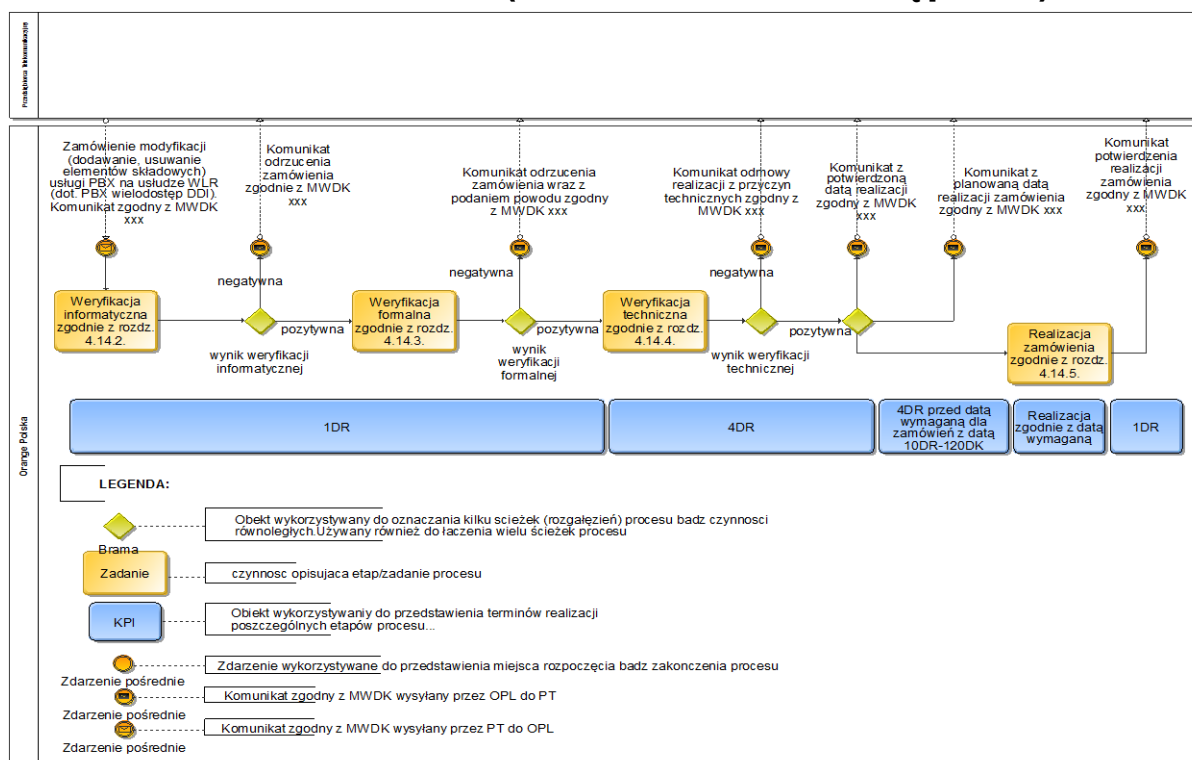 Przedsiębiorca Telekomunikacyjny
Orange Polska
Zamówienie modyfikacji
(dodawanie, usuwanie
elementów składowych)
usługi PBX na usłudze WLR
(dot. PBX wielodostęp DDI).
Komunikat zgodny z MWDK
xxx
Komunikat
odrzucenia
zamówienia
zgodnie z MWDK
xxx
Komunikat odrzucenia
zamówienia wraz z
podaniem powodu zgodny
z MWDK xxx
Komunikat odmowy
realizacji z przyczyn
technicznych zgodny z
MWDK xxx
Komunikat z
potwierdzoną
datą realizacji
zgodny z MWDK
xxx
Komunikat z
planowaną datą
realizacji zamówienia
zgodny z MWDK xxx
Komunikat
potwierdzenia
realizacji
zamówienia
zgodny z MWDK
xxx
negatywna
negatywna
negatywna
Weryfikacja
informatyczna
zgodnie z rozdz.
4.14.2.
pozytywna
wynik weryfikacji
informatycznej
Weryfikacja
formalna
zgodnie z rozdz.
4.14.3.
pozytywna
wynik
weryfikacji
formalnej
Weryfikacja
techniczna
zgodnie z rozdz.
4.14.4.
pozytywna
wynik weryfikacji
technicznej
Realizacja
zamówienia
zgodnie z rozdz.
4.14.5.
1DR
4DR
4DR przed datą
wymaganą dla
zamówień z datą
10DR-120DK
Realizacja
zgodnie z datą
wymaganą
1DR
LEGENDA:
Brama
Obekt wykorzystywany do oznaczania kilku scieżek (rozgałęzień) procesu badz czynnosci
równoległych.Używany również do łaczenia wielu ścieżek procesu
Zadanie
czynnosc opisujaca etap/zadanie procesu
KPI
Obiekt wykorzystywaniy do przedstawienia terminów realizacji
poszczególnych etapów procesu...
Zdarzenie pośrednie
Zdarzenie wykorzystywane do przedstawienia miejsca rozpoczęcia badz zakonczenia procesu
Zdarzenie pośrednie
Komunikat zgodny z MWDK wysyłany przez OPL do PT
Zdarzenie pośrednie
Komunikat zgodny z MWDK wysyłany przez PT do OPL